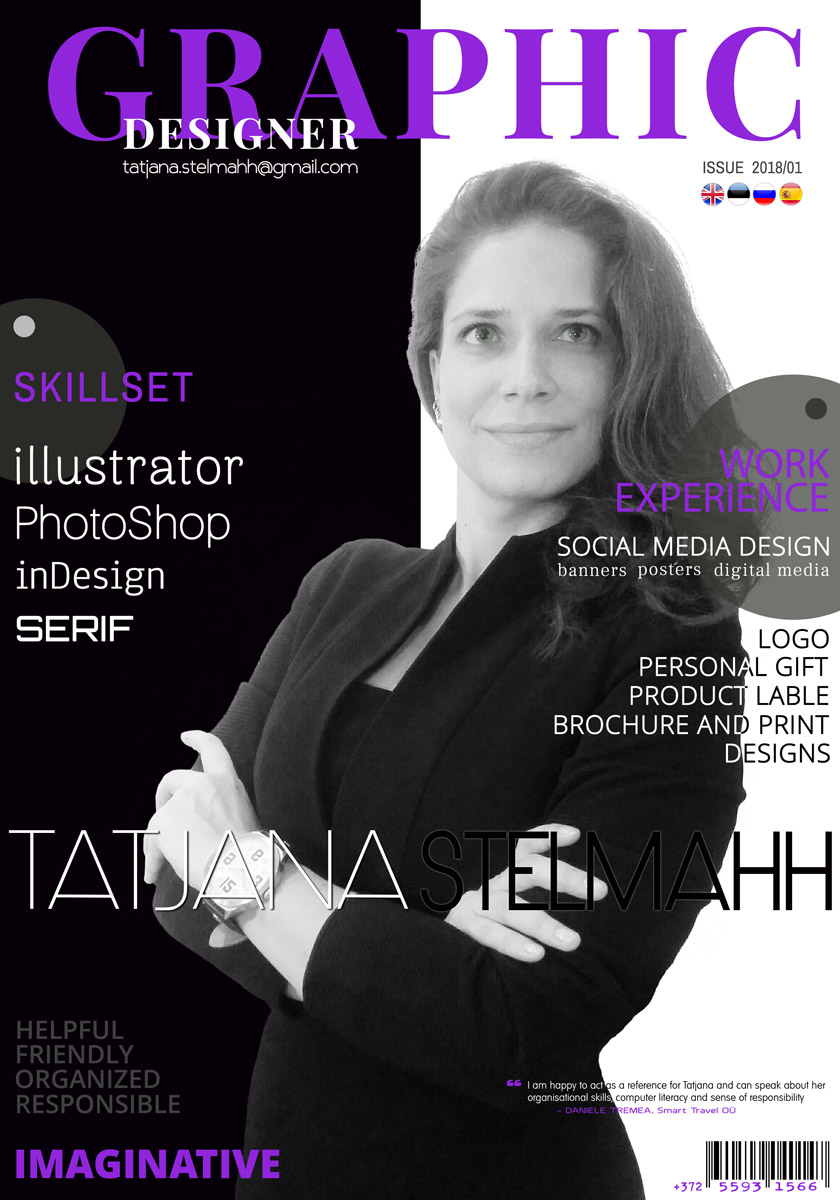 GRAPHIC
DESIGNER
tatjana.stelmahh@gmail.com
ISSUE 2018/01
SKILLSET
illustrator
PhotoShop
inDesign
SERIF
WORK
EXPERIENCE
SOCIAL MEDIA DESIGN
banners posters digital media
LOGO
PERSONAL GIFT
PRODUCT LABLE
BROCHURE AND PRINT
DESIGNS
TATJANA STELMAHH
HELPFUL
FRIENDLY
ORGANIZED
RESPONSIBLE
IMAGINATIVE
“ I am happy to act as a reference for Tatjana and can speak about her
organisational skills, computer literacy and sense of responsibility
- DANIELE TREMEA, Smart Travel OÜ
+372 5593 1566